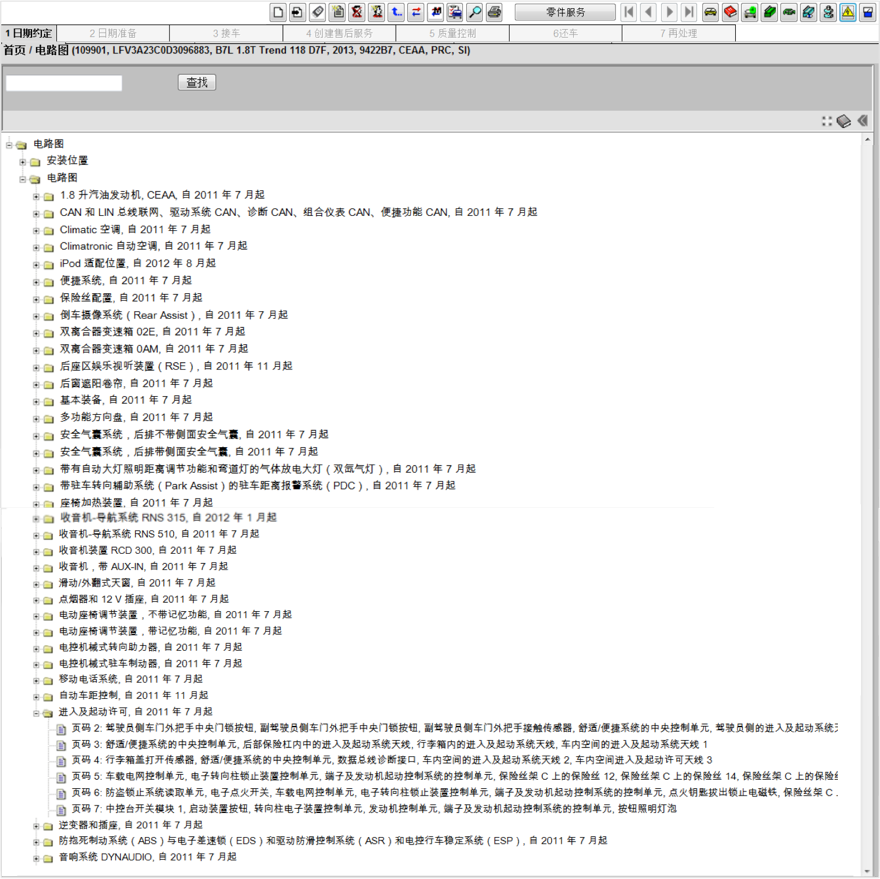 零件服务
1 日期约定
2 日期准备
3 接车
4 创建售后服务
5 质量控制
6还车
7 再处理
首页 / 电路图 (109901, LFV3A23C0D3096883, B7L 1.8T Trend 118 D7F, 2013, 9422B7, CEAA, PRC, SI)
查找
电路图
安装位置
电路图
1.8 升汽油发动机, CEAA, 自 2011 年 7 月起
CAN 和 LIN 总线联网、驱动系统 CAN、诊断 CAN、组合仪表 CAN、便捷功能 CAN, 自 2011 年 7 月起
Climatic 空调, 自 2011 年 7 月起
Climatronic 自动空调, 自 2011 年 7 月起
iPod 适配位置, 自 2012 年 8 月起
便捷系统, 自 2011 年 7 月起
保险丝配置, 自 2011 年 7 月起
倒车摄像系统（Rear Assist）, 自 2011 年 7 月起
双离合器变速箱 02E, 自 2011 年 7 月起
双离合器变速箱 0AM, 自 2011 年 7 月起
后座区娱乐视听装置（RSE）, 自 2011 年 11 月起
后窗遮阳卷帘, 自 2011 年 7 月起
基本装备, 自 2011 年 7 月起
多功能方向盘, 自 2011 年 7 月起
安全气囊系统，后排不带侧面安全气囊, 自 2011 年 7 月起
安全气囊系统，后排带侧面安全气囊, 自 2011 年 7 月起
带有自动大灯照明距离调节功能和弯道灯的气体放电大灯（双氙气灯）, 自 2011 年 7 月起
带驻车转向辅助系统（Park Assist）的驻车距离报警系统（PDC）, 自 2011 年 7 月起
座椅加热装置, 自 2011 年 7 月起
收音机-导航系统 RNS 315, 自 2012 年 1 月起
收音机-导航系统 RNS 510, 自 2011 年 7 月起
收音机装置 RCD 300, 自 2011 年 7 月起
收音机，带 AUX-IN, 自 2011 年 7 月起
滑动/外翻式天窗, 自 2011 年 7 月起
点烟器和 12 V 插座, 自 2011 年 7 月起
电动座椅调节装置，不带记忆功能, 自 2011 年 7 月起
电动座椅调节装置，带记忆功能, 自 2011 年 7 月起
电控机械式转向助力器, 自 2011 年 7 月起
电控机械式驻车制动器, 自 2011 年 7 月起
移动电话系统, 自 2011 年 7 月起
自动车距控制, 自 2011 年 11 月起
进入及起动许可, 自 2011 年 7 月起
页码 2: 驾驶员侧车门外把手中央门锁按钮, 副驾驶员侧车门外把手中央门锁按钮, 副驾驶员侧车门外把手接触传感器, 舒适/便捷系统的中央控制单元, 驾驶员侧的进入及起动系统
页码 3: 舒适/便捷系统的中央控制单元, 后部保险杠内中的进入及起动系统天线, 行李箱内的进入及起动系统天线, 车内空间的进入及起动系统天线 1
页码 4: 行李箱盖打开传感器, 舒适/便捷系统的中央控制单元, 数据总线诊断接口, 车内空间的进入及起动系统天线 2, 车内空间进入及起动许可天线 3
页码 5: 车载电网控制单元, 电子转向柱锁止装置控制单元, 端子及发动机起动控制系统的控制单元, 保险丝架 C 上的保险丝 12, 保险丝架 C 上的保险丝 14, 保险丝架 C 上的保险
页码 6: 防盗锁止系统读取单元, 电子点火开关, 车载电网控制单元, 电子转向柱锁止装置控制单元, 端子及发动机起动控制系统的控制单元, 点火钥匙拔出锁止电磁铁, 保险丝架 C
页码 7: 中控台开关模块 1, 启动装置按钮, 转向柱电子装置控制单元, 发动机控制单元, 端子及发动机起动控制系统的控制单元, 按钮照明灯泡
逆变器和插座, 自 2011 年 7 月起
防抱死制动系统（ABS）与电子差速锁（EDS）和驱动防滑控制系统（ASR）和电控行车稳定系统（ESP）, 自 2011 年 7 月起
音响系统 DYNAUDIO, 自 2011 年 7 月起